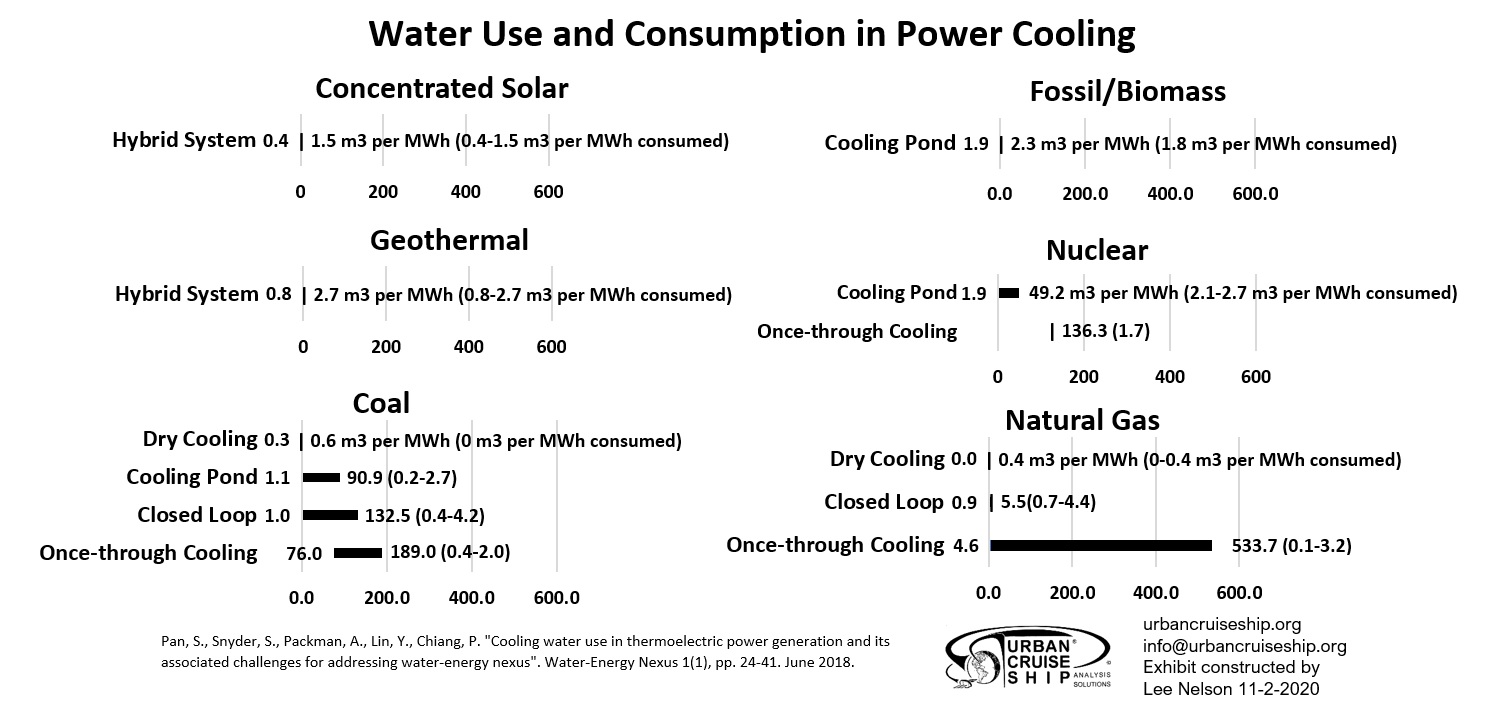 Water Use and Consumption in Power Cooling
Concentrated Solar
Hybrid System 0.4 1.5 m3 per MWh (0.4-1.5 m3 per MWh consumed)
0 200 400 600
Geothermal
Hybrid System 0.8 2.7 m3 per MWh (0.8-2.7 m3 per MWh consumed)
0 200 400 600
Coal
Dry Cooling 0.3 0.6 m3 per MWh (0 m3 per MWh consumed)
Cooling Pond 1.1 90.9 (0.2-2.7)
Closed Loop 1.0 132.5 (0.4-4.2)
Once-through Cooling 76.0 189.0 (0.4-2.0)
0.0 200.0 400.0 600.0
Fossil/Biomass
Cooling Pond 1.9 2.3 m3 per MWh (1.8 m3 per MWh consumed)
0.0 200.0 400.0 600.0
Nuclear
Cooling Pond 1.9 49.2 m3 per MWh (2.1-2.7 m3 per MWh consumed)
Once-through Cooling 136.3 (1.7)
0 200 400 600
Natural Gas
Dry Cooling 0.0 0.4 m3 per MWh (0-0.4 m3 per MWh consumed)
Closed Loop 0.9 5.5(0.7-4.4)
Once-through Cooling 4.6 533.7 (0.1-3.2)
0.0 200.0 400.0 600.0
Pan, S., Snyder, S., Packman, A., Lin, Y., Chiang, P. "Cooling water use in thermoelectric power generation and its
associated challenges for addressing water-energy nexus". Water-Energy Nexus 1(1), pp. 24-41. June 2018.
URBAN®
CRUISE
SHIP
ANALYSIS
SOLUTIONS
©
urbancruiseship.org
info@urbancruiseship.org
Exhibit constructed by
Lee Nelson 11-2-2020